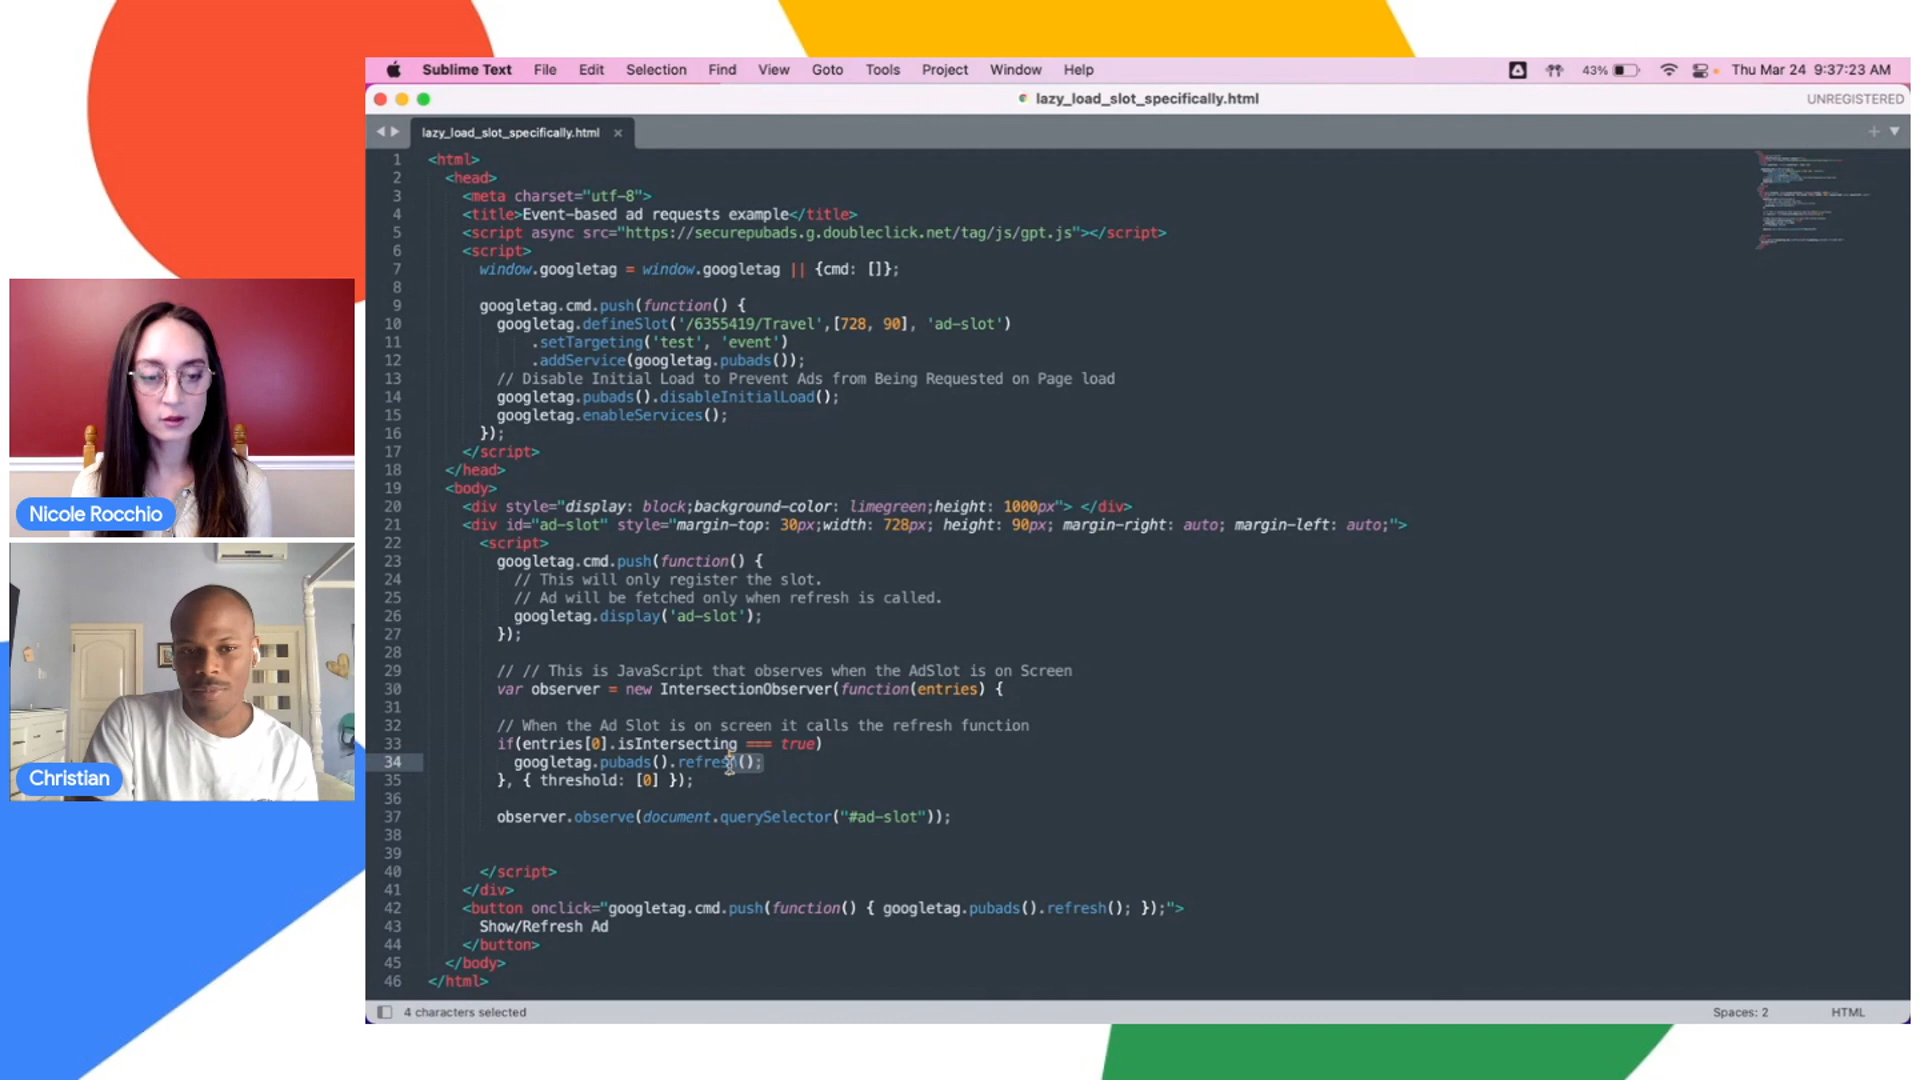 Sublime Text File Edit Selection Find View Goto Tools Project Window Help 43% Thu Mar 24 9:37:23 AM
lazy_load_slot_specifically.html UNREGISTERED
lazy_load_slot_specifically.html ×
1 <html>
2 <head>
3 <meta charset="utf-8">
4 <title>Event-based ad requests example</title>
5 <script async src="https://securepubads.g.doubleclick.net/tag/js/gpt.js"></script>
6 <script>
7 window.googletag = window.googletag || {cmd: []};
8
9 googletag.cmd.push(function() {
10 googletag.defineSlot('/6355419/Travel',[728, 90], 'ad-slot')
11 .setTargeting('test', 'event')
12 .addService(googletag.pubads());
13 // Disable Initial Load to Prevent Ads from Being Requested on Page load
14 googletag.pubads().disableInitialLoad();
15 googletag.enableServices();
16 });
17 </script>
18 </head>
19 <body>
20 <div style="display: block;background-color: limegreen;height: 1000px"> </div>
21 <div id="ad-slot" style="margin-top: 30px;width: 728px; height: 90px; margin-right: auto; margin-left: auto;">
22 <script>
23 googletag.cmd.push(function() {
24 // This will only register the slot.
25 // Ad will be fetched only when refresh is called.
26 googletag.display('ad-slot');
27 });
28
29 // // This is JavaScript that observes when the AdSlot is on Screen
30 var observer = new IntersectionObserver(function(entries) {
31
32 // When the Ad Slot is on screen it calls the refresh function
33 if(entries[0].isIntersecting === true)
34 googletag.pubads().refresh();
35 }, { threshold: [0] });
36
37 observer.observe(document.querySelector("#ad-slot"));
38
39
40 </script>
41 </div>
42 <button onclick="googletag.cmd.push(function() { googletag.pubads().refresh(); });">
43 Show/Refresh Ad
44 </button>
45 </body>
46 </html>
4 characters selected Spaces: 2 HTML
Nicole Rocchio
Christian